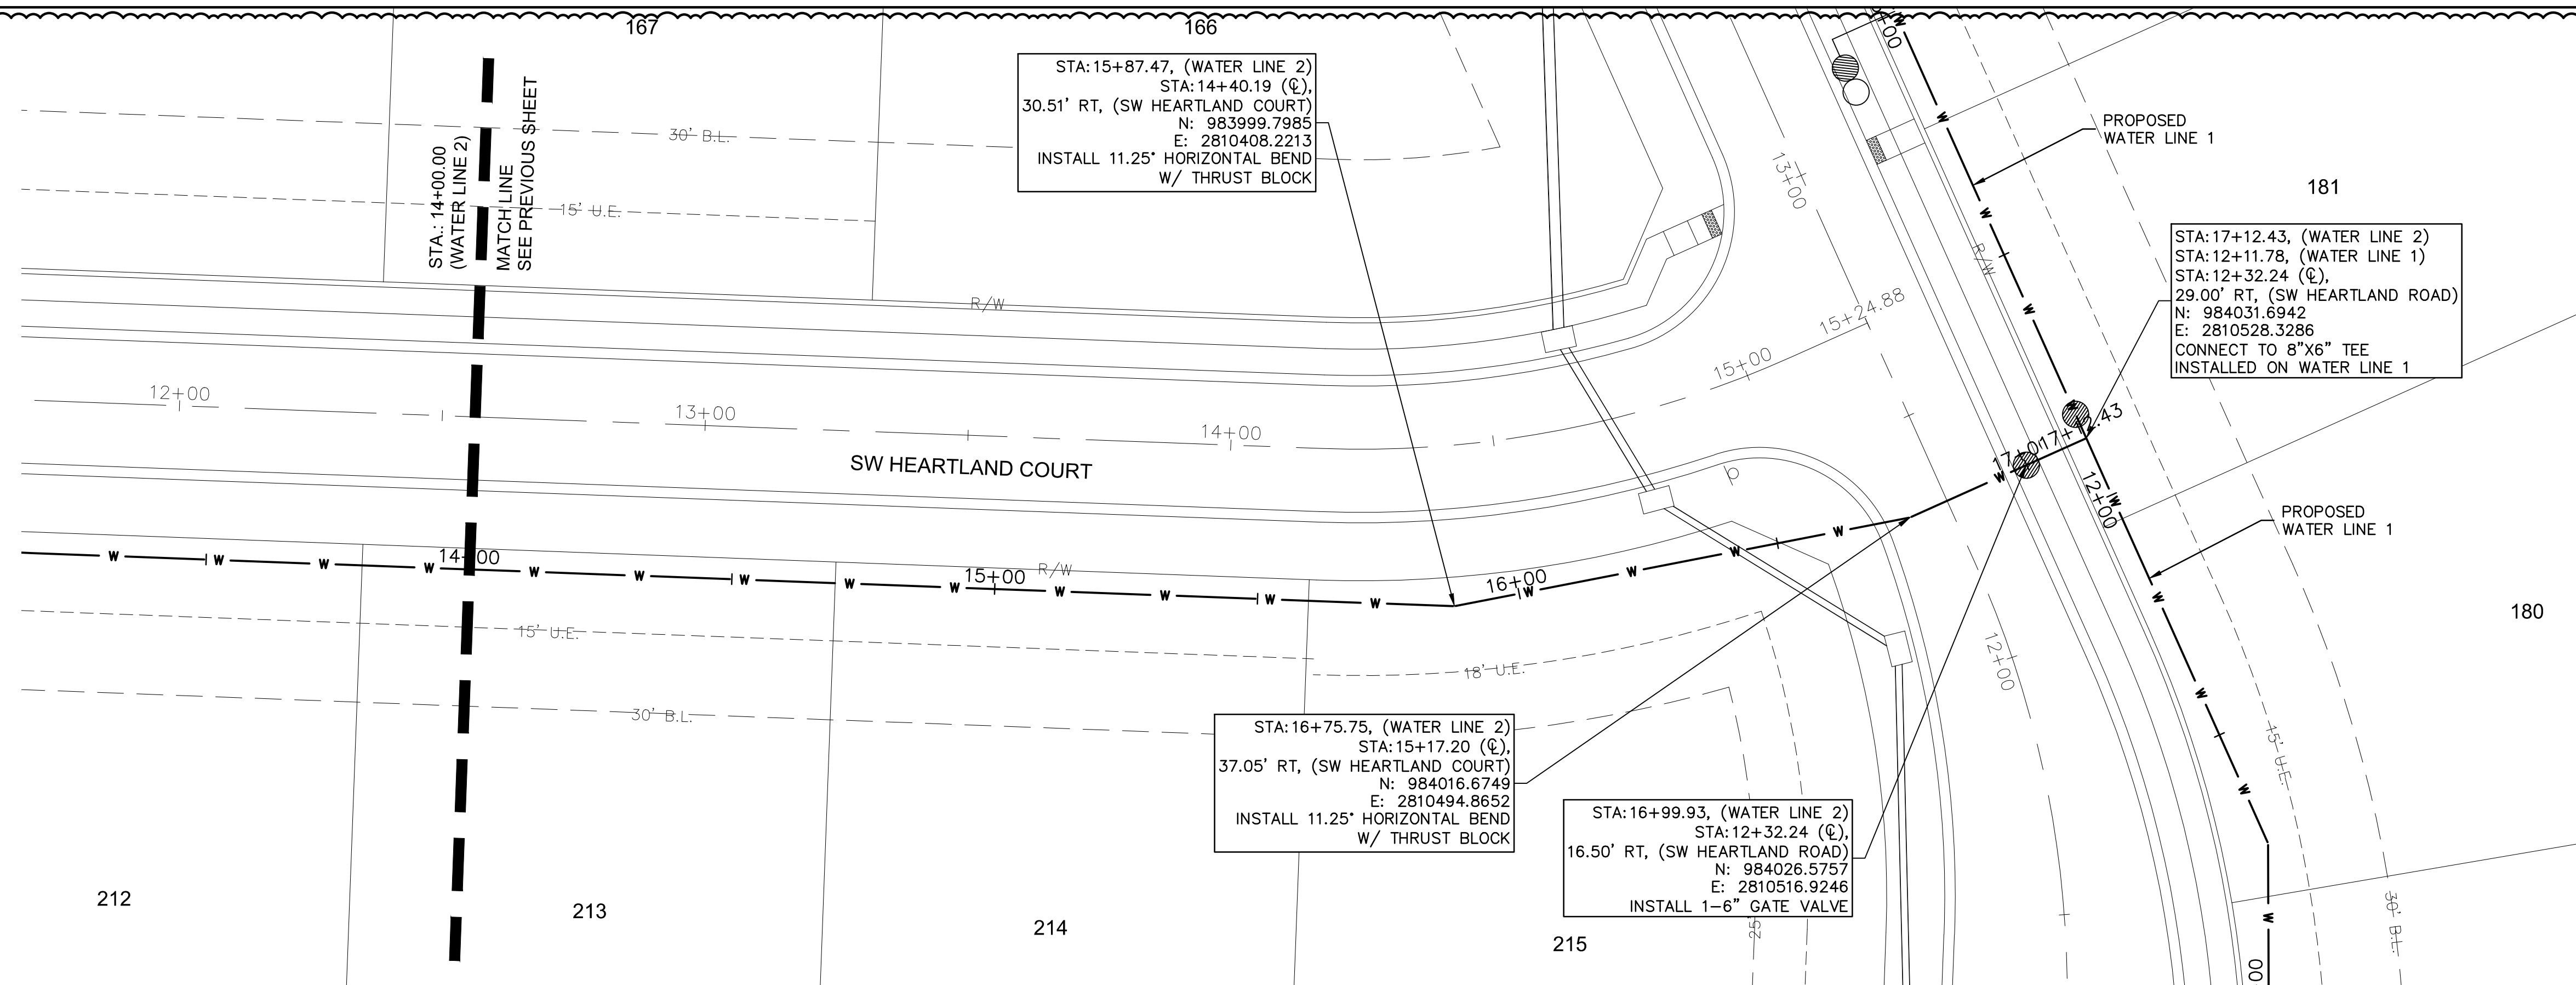 167
166
STA.: 14+00.00
(WATER LINE 2)
MATCH LINE
SEE PREVIOUS SHEET
30' B.L.
15' U.E.
R/W
STA:15+87.47, (WATER LINE 2)
STA:14+40.19 (℄),
30.51' RT, (SW HEARTLAND COURT)
N: 983999.7985
E: 2810408.2213
INSTALL 11.25° HORIZONTAL BEND
W/ THRUST BLOCK
PROPOSED
WATER LINE 1
181
R/W
13+00
STA:17+12.43, (WATER LINE 2)
STA:12+11.78, (WATER LINE 1)
STA:12+32.24 (℄),
29.00' RT, (SW HEARTLAND ROAD)
N: 984031.6942
E: 2810528.3286
CONNECT TO 8"X6" TEE
INSTALLED ON WATER LINE 1
15+24.88
15+00
12+00
13+00
14+00
SW HEARTLAND COURT
17+00
17+12.43
12+00
PROPOSED
WATER LINE 1
W W W W W W W W W W W W W W W W W W
14+00
15+00
R/W
16+00
180
15' U.E.
18' U.E.
30' B.L.
12+00
STA:16+75.75, (WATER LINE 2)
STA:15+17.20 (℄),
37.05' RT, (SW HEARTLAND COURT)
N: 984016.6749
E: 2810494.8652
INSTALL 11.25° HORIZONTAL BEND
W/ THRUST BLOCK
STA:16+99.93, (WATER LINE 2)
STA:12+32.24 (℄),
16.50' RT, (SW HEARTLAND ROAD)
N: 984026.5757
E: 2810516.9246
INSTALL 1-6" GATE VALVE
15' U.E.
30' B.L.
212
213
214
215
25'
00